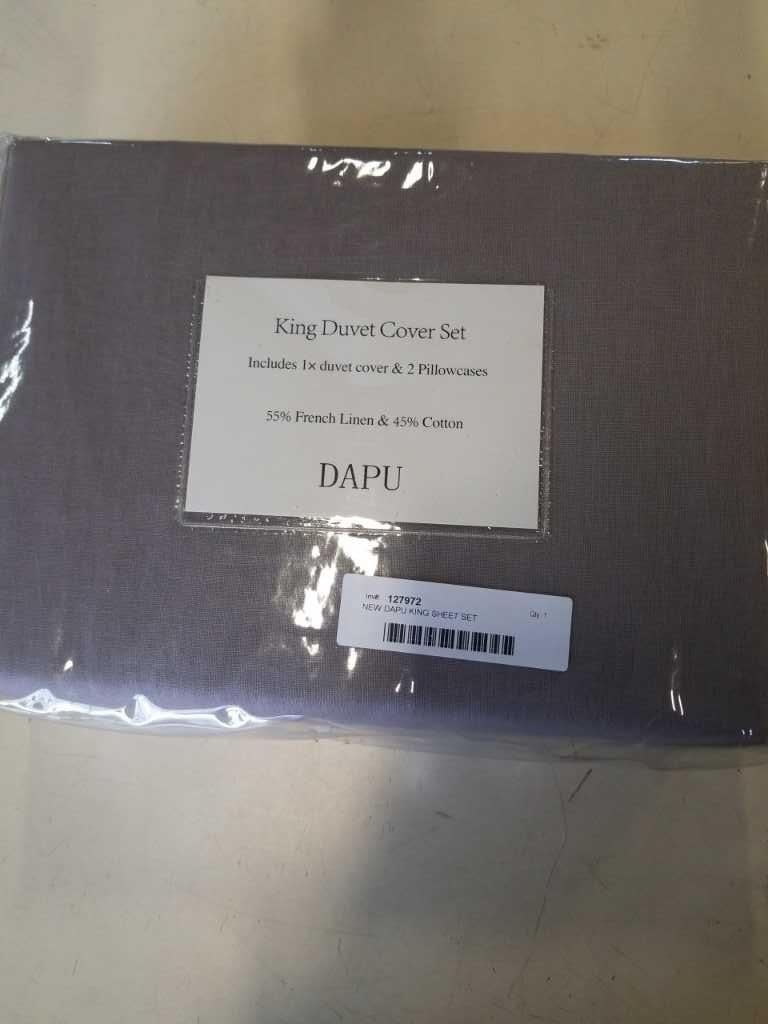 King Duvet Cover Set
Includes 1× duvet cover & 2 Pillowcases
55% French Linen & 45% Cotton
DAPU
Inv#: 127972
NEW DAPU KING SHEET SET
Qty: 1